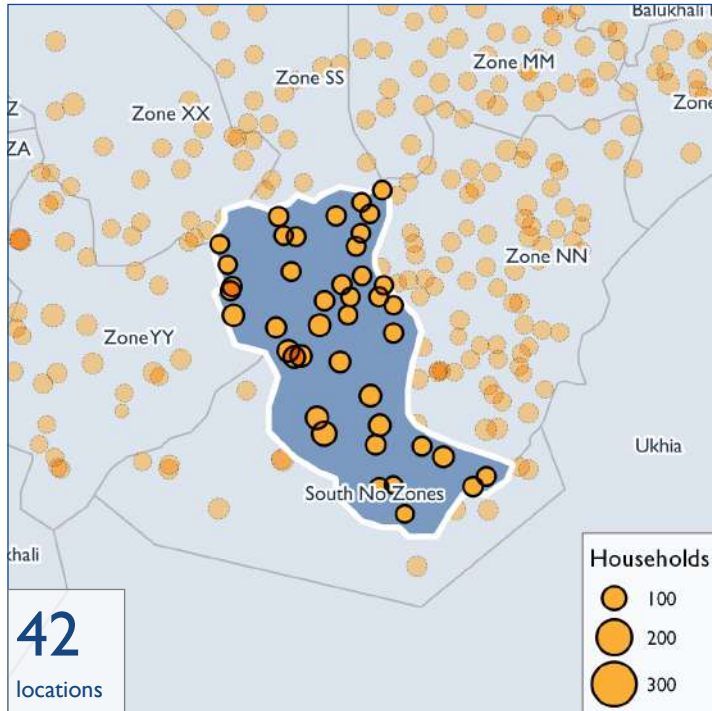 Balukhali
Zone MM
Zone SS
Zone
Zone XX
Z
ZA
Zone NN
Zone YY
Ukhia
South No Zones
khali
42
locations
Households
100
200
300